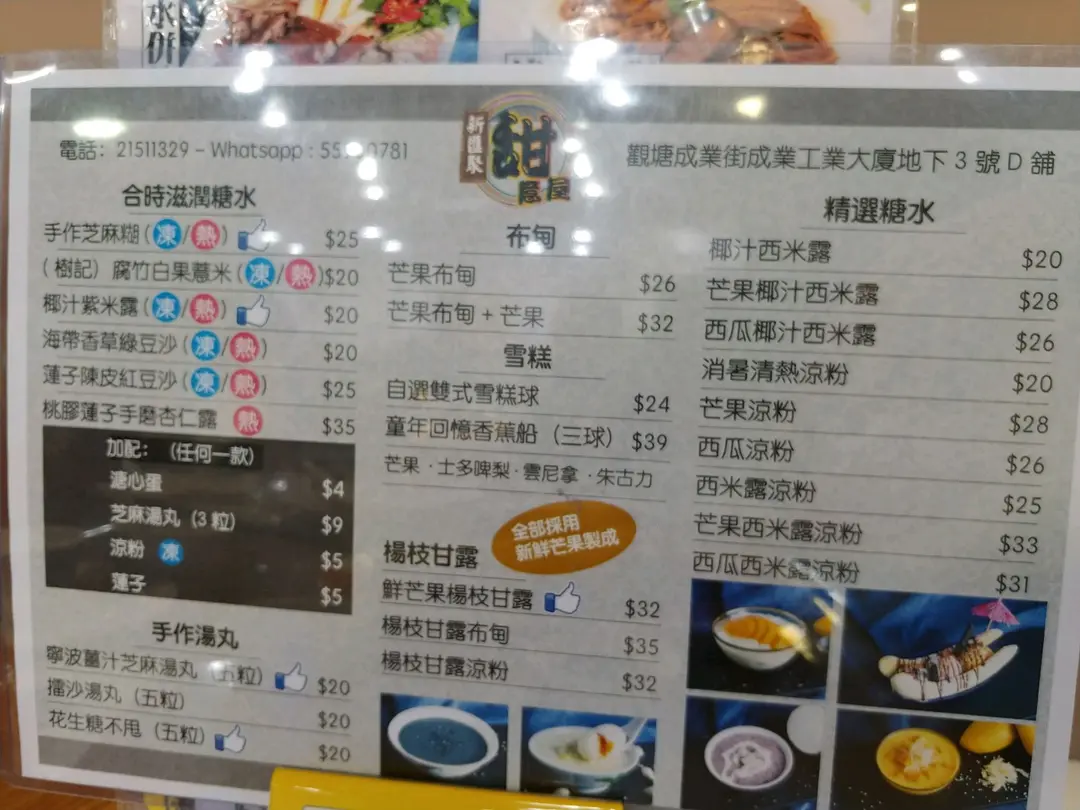 電話：21511329 – Whatsapp : 55 0781
新匯聚
甜
意屋
觀塘成業街成業工業大廈地下 3 號 D 舖
合時滋潤糖水
手作芝麻糊 (凍/熱) $25
(樹記) 腐竹白果薏米 (凍/熱) $20
椰汁紫米露 (凍/熱) $20
海帶香草綠豆沙 (凍/熱) $20
蓮子陳皮紅豆沙 (凍/熱) $25
桃膠蓮子手磨杏仁露 熱 $35
加配：（任何一款）
溏心蛋 $4
芝麻湯丸（3 粒） $9
涼粉 凍 $5
蓮子 $5
手作湯丸
寧波薑汁芝麻湯丸（五粒） $20
擂沙湯丸（五粒） $20
花生糖不甩（五粒） $20
布甸
芒果布甸 $26
芒果布甸 + 芒果 $32
雪糕
自選雙式雪糕球 $24
童年回憶香蕉船（三球） $39
芒果 · 士多啤梨 · 雲尼拿 · 朱古力
全部採用
新鮮芒果製成
楊枝甘露
鮮芒果楊枝甘露 $32
楊枝甘露布甸 $35
楊枝甘露涼粉 $32
精選糖水
椰汁西米露 $20
芒果椰汁西米露 $28
西瓜椰汁西米露 $26
消暑清熱涼粉 $20
芒果涼粉 $28
西瓜涼粉 $26
西米露涼粉 $25
芒果西米露涼粉 $33
西瓜西米露涼粉 $31